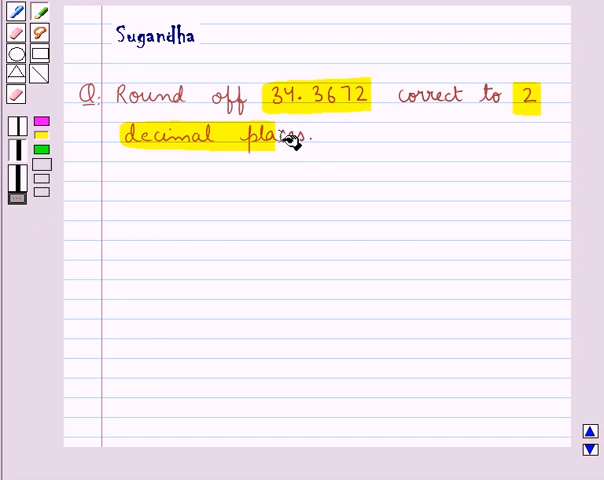 Sugandha
Q: Round off 34.3672 correct to 2
decimal places.